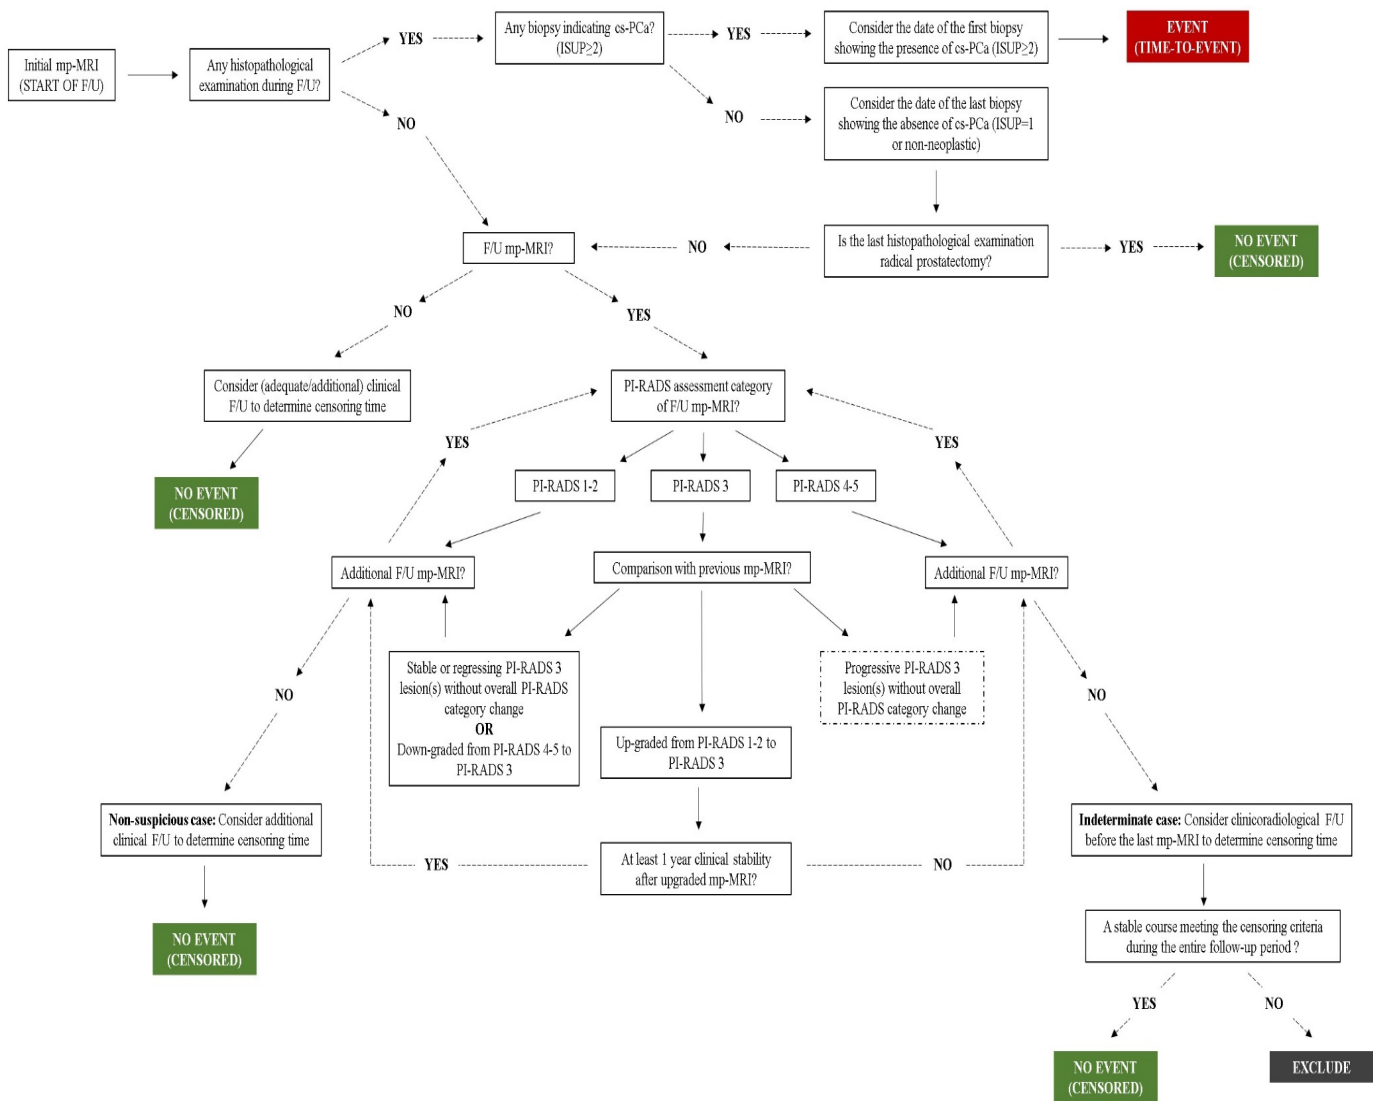 Initial mp-MRI
(START OF F/U)
Any histopathological
examination during F/U?
YES
Any biopsy indicating cs-PCa?
(ISUP≥2)
YES
Consider the date of the first biopsy
showing the presence of cs-PCa (ISUP≥2)
EVENT
(TIME-TO-EVENT)
NO
NO
Consider the date of the last biopsy
showing the absence of cs-PCa (ISUP=1
or non-neoplastic)
F/U mp-MRI?
NO
Is the last histopathological examination
radical prostatectomy?
YES
NO EVENT
(CENSORED)
NO
YES
Consider (adequate/additional) clinical
F/U to determine censoring time
PI-RADS assessment category
of F/U mp-MRI?
YES
YES
NO EVENT
(CENSORED)
PI-RADS 1-2
PI-RADS 3
PI-RADS 4-5
Additional F/U mp-MRI?
Comparison with previous mp-MRI?
Additional F/U mp-MRI?
NO
Stable or regressing PI-RADS 3
lesion(s) without overall PI-RADS
category change
OR
Down-graded from PI-RADS 4-5 to
PI-RADS 3
Up-graded from PI-RADS 1-2 to
PI-RADS 3
Progressive PI-RADS 3
lesion(s) without overall
PI-RADS category change
NO
Non-suspicious case: Consider additional
clinical F/U to determine censoring time
YES
At least 1 year clinical stability
after upgraded mp-MRI?
NO
Indeterminate case: Consider clinicoradiological F/U
before the last mp-MRI to determine censoring time
NO EVENT
(CENSORED)
A stable course meeting the censoring criteria
during the entire follow-up period ?
YES
NO
NO EVENT
(CENSORED)
EXCLUDE